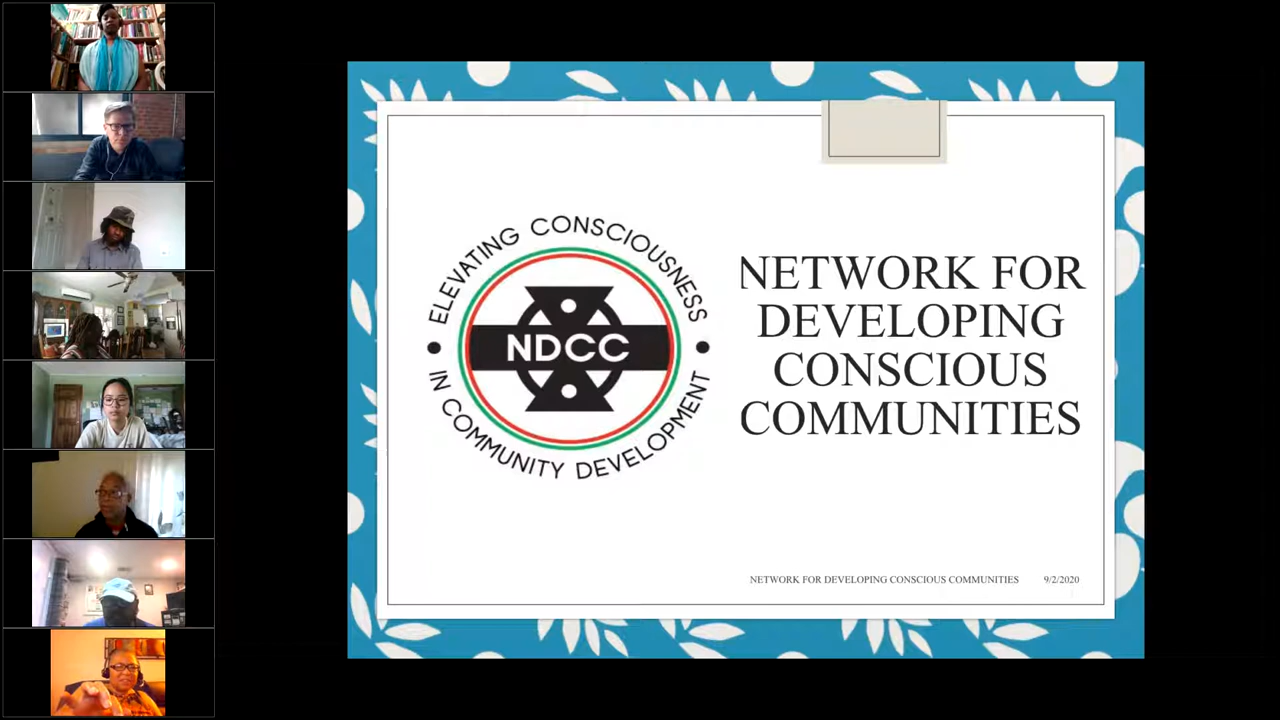 ELEVATING CONSCIOUSNESS
NDCC
IN COMMUNITY DEVELOPMENT
NETWORK FOR
DEVELOPING
CONSCIOUS
COMMUNITIES
NETWORK FOR DEVELOPING CONSCIOUS COMMUNITIES 9/2/2020